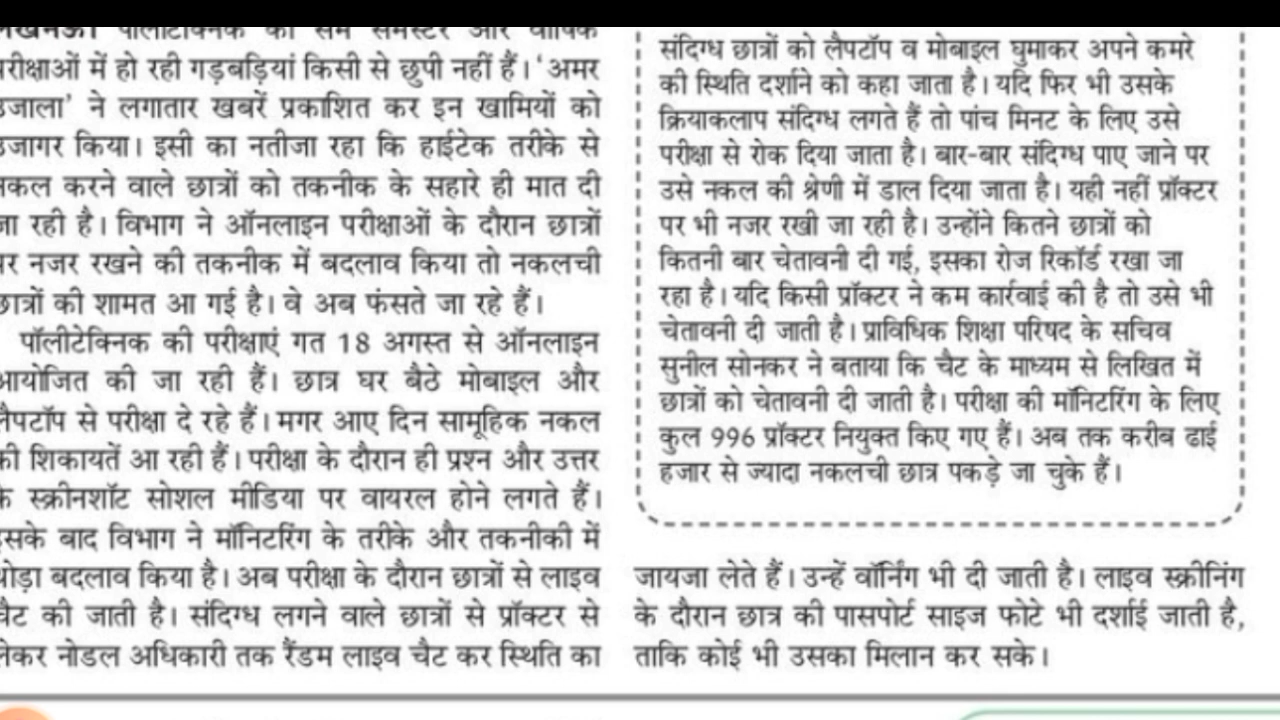 लखनऊ। पॉलीटेक्निक की सम सेमेस्टर और वार्षिक
परीक्षाओं में हो रही गड़बड़ियां किसी से छुपी नहीं हैं। 'अमर
उजाला' ने लगातार खबरें प्रकाशित कर इन खामियों को
उजागर किया। इसी का नतीजा रहा कि हाईटेक तरीके से
नकल करने वाले छात्रों को तकनीक के सहारे ही मात दी
जा रही है। विभाग ने ऑनलाइन परीक्षाओं के दौरान छात्रों
पर नजर रखने की तकनीक में बदलाव किया तो नकलची
छात्रों की शामत आ गई है। वे अब फंसते जा रहे हैं।
पॉलीटेक्निक की परीक्षाएं गत 18 अगस्त से ऑनलाइन
आयोजित की जा रही हैं। छात्र घर बैठे मोबाइल और
लैपटॉप से परीक्षा दे रहे हैं। मगर आए दिन सामूहिक नकल
की शिकायतें आ रही हैं। परीक्षा के दौरान ही प्रश्न और उत्तर
के स्क्रीनशॉट सोशल मीडिया पर वायरल होने लगते हैं।
इसके बाद विभाग ने मॉनिटरिंग के तरीके और तकनीकी में
थोड़ा बदलाव किया है। अब परीक्षा के दौरान छात्रों से लाइव
चैट की जाती है। संदिग्ध लगने वाले छात्रों से प्रॉक्टर से
लेकर नोडल अधिकारी तक रैंडम लाइव चैट कर स्थिति का
संदिग्ध छात्रों को लैपटॉप व मोबाइल घुमाकर अपने कमरे
की स्थिति दर्शाने को कहा जाता है। यदि फिर भी उसके
क्रियाकलाप संदिग्ध लगते हैं तो पांच मिनट के लिए उसे
परीक्षा से रोक दिया जाता है। बार-बार संदिग्ध पाए जाने पर
उसे नकल की श्रेणी में डाल दिया जाता है। यही नहीं प्रॉक्टर
पर भी नजर रखी जा रही है। उन्होंने कितने छात्रों को
कितनी बार चेतावनी दी गई, इसका रोज रिकॉर्ड रखा जा
रहा है। यदि किसी प्रॉक्टर ने कम कार्रवाई की है तो उसे भी
चेतावनी दी जाती है। प्राविधिक शिक्षा परिषद के सचिव
सुनील सोनकर ने बताया कि चैट के माध्यम से लिखित में
छात्रों को चेतावनी दी जाती है। परीक्षा की मॉनिटरिंग के लिए
कुल 996 प्रॉक्टर नियुक्त किए गए हैं। अब तक करीब ढाई
हजार से ज्यादा नकलची छात्र पकड़े जा चुके हैं।
जायजा लेते हैं। उन्हें वॉर्निंग भी दी जाती है। लाइव स्क्रीनिंग
के दौरान छात्र की पासपोर्ट साइज फोटे भी दर्शाई जाती है,
ताकि कोई भी उसका मिलान कर सके।